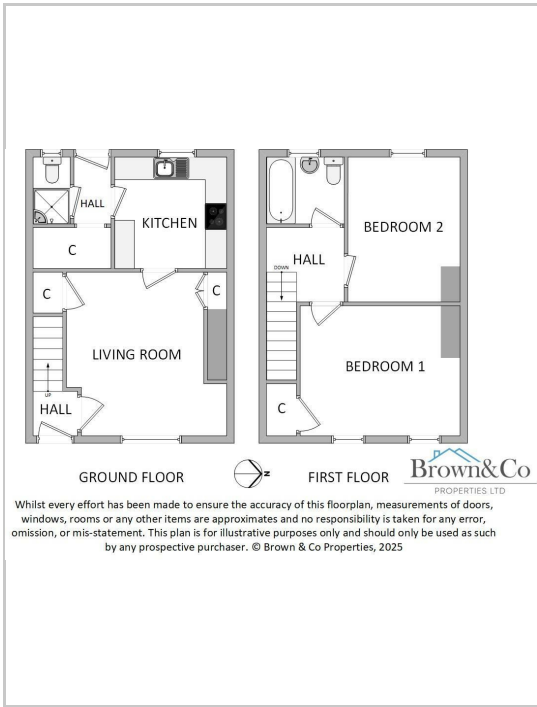 HALL
KITCHEN
C
C
C
LIVING ROOM
UP
HALL
BEDROOM 2
HALL
DOWN
BEDROOM 1
C
GROUND FLOOR
N
FIRST FLOOR
Brown&Co
PROPERTIES LTD
Whilst every effort has been made to ensure the accuracy of this floorplan, measurements of doors,
windows, rooms or any other items are approximates and no responsibility is taken for any error,
omission, or mis-statement. This plan is for illustrative purposes only and should only be used as such
by any prospective purchaser. © Brown & Co Properties, 2025